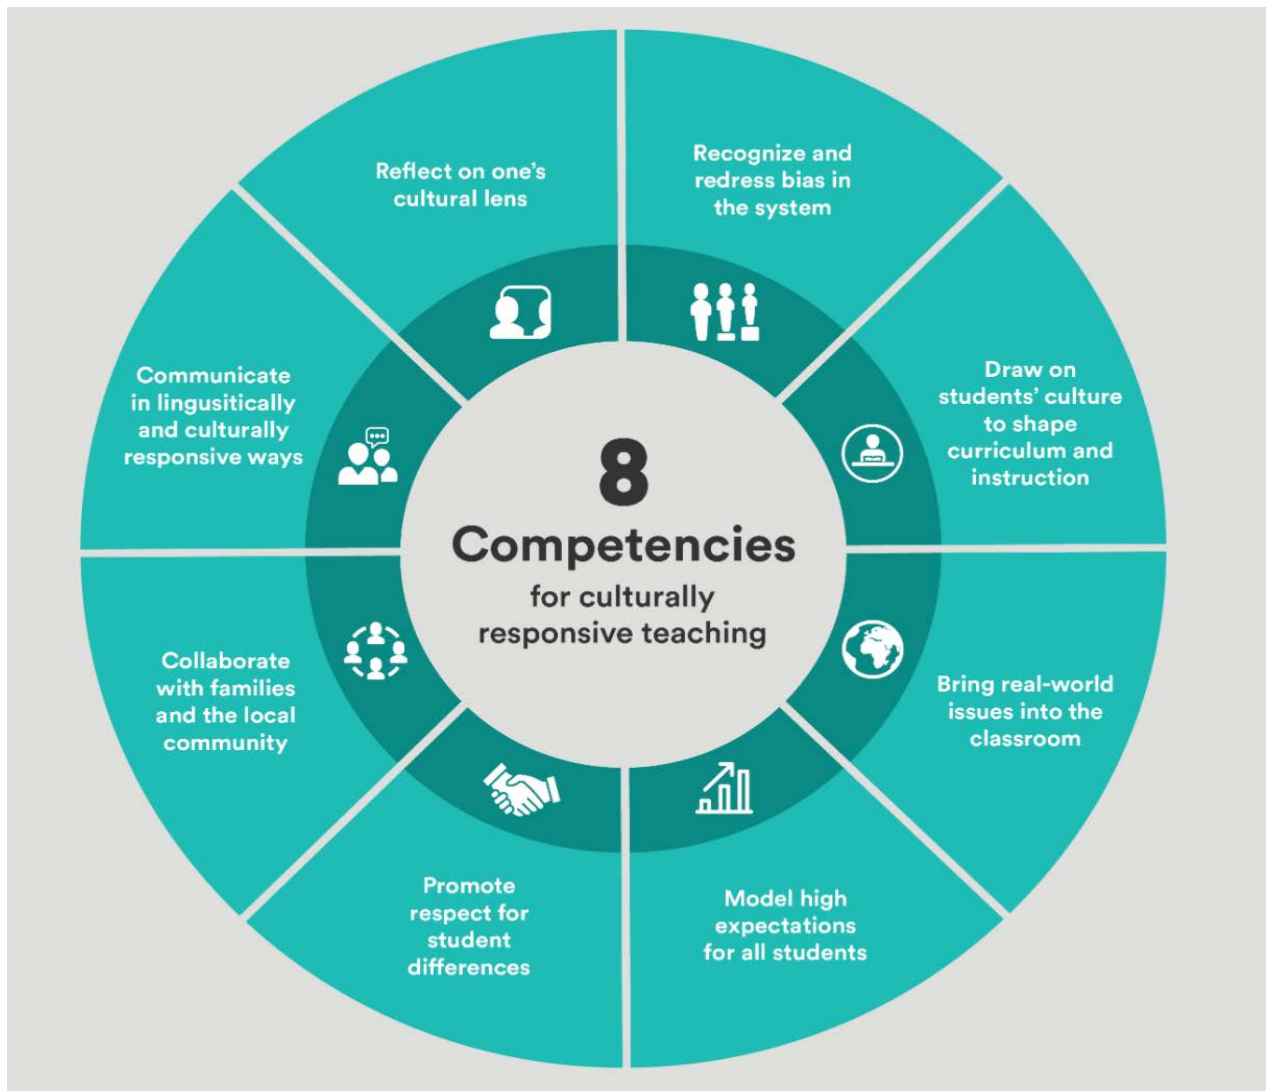 8
Competencies
for culturally
responsive teaching
Reflect on one's
cultural lens
Recognize and
redress bias in
the system
Draw on
students' culture
to shape
curriculum and
instruction
Bring real-world
issues into the
classroom
Model high
expectations
for all students
Promote
respect for
student
differences
Collaborate
with families
and the local
community
Communicate
in lingusitically
and culturally
responsive ways